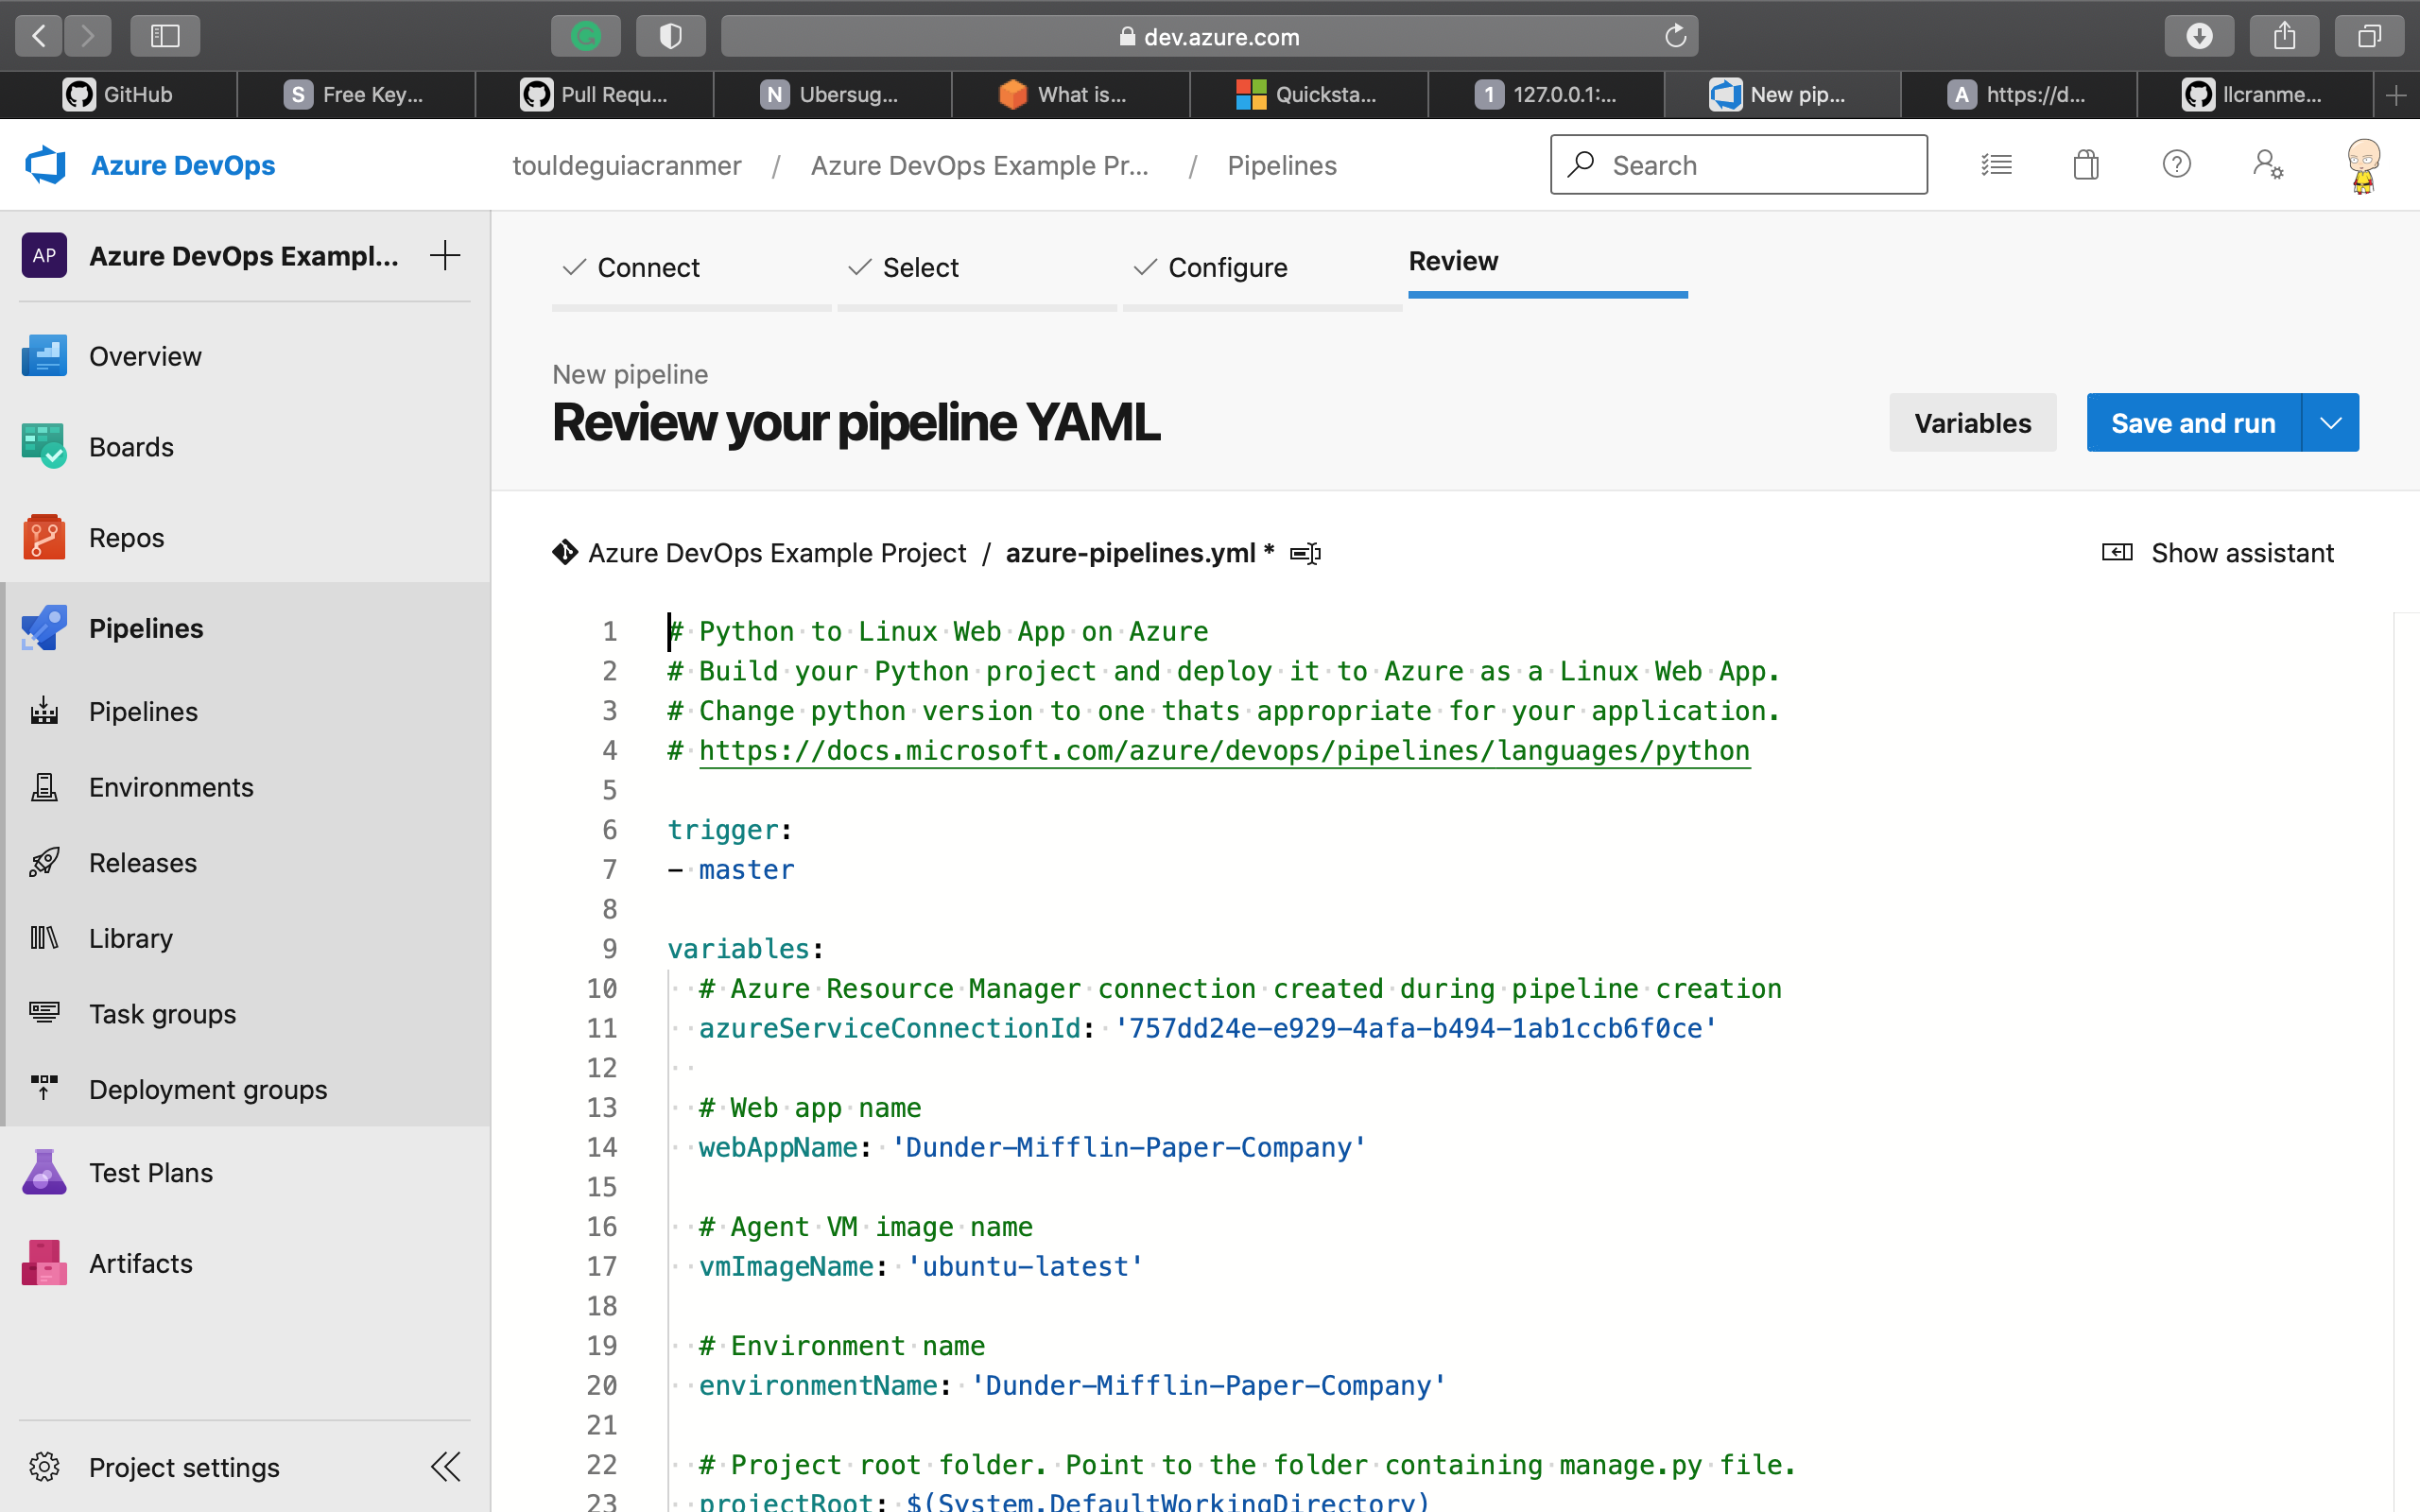 dev.azure.com
GitHub
S Free Key...
Pull Requ...
N Ubersug...
What is...
Quicksta...
1 127.0.0.1:...
New pip...
A https://d...
llcranme...
Azure DevOps
touldeguiacranmer / Azure DevOps Example Pr... / Pipelines
Search
AP Azure DevOps Exampl...
Overview
Boards
Repos
Pipelines
Pipelines
Environments
Releases
Library
Task groups
Deployment groups
Test Plans
Artifacts
Project settings
Connect
Select
Configure
Review
New pipeline
Review your pipeline YAML
Variables
Save and run
Azure DevOps Example Project / azure-pipelines.yml *
Show assistant
1 # Python to Linux Web App on Azure
2 # Build your Python project and deploy it to Azure as a Linux Web App.
3 # Change python version to one thats appropriate for your application.
4 # https://docs.microsoft.com/azure/devops/pipelines/languages/python
5
6 trigger:
7 - master
8
9 variables:
10 # Azure Resource Manager connection created during pipeline creation
11 azureServiceConnectionId: '757dd24e-e929-4afa-b494-1ab1ccb6f0ce'
12
13 # Web app name
14 webAppName: 'Dunder-Mifflin-Paper-Company'
15
16 # Agent VM image name
17 vmImageName: 'ubuntu-latest'
18
19 # Environment name
20 environmentName: 'Dunder-Mifflin-Paper-Company'
21
22 # Project root folder. Point to the folder containing manage.py file.
23 projectRoot: $(System.DefaultWorkingDirectory)